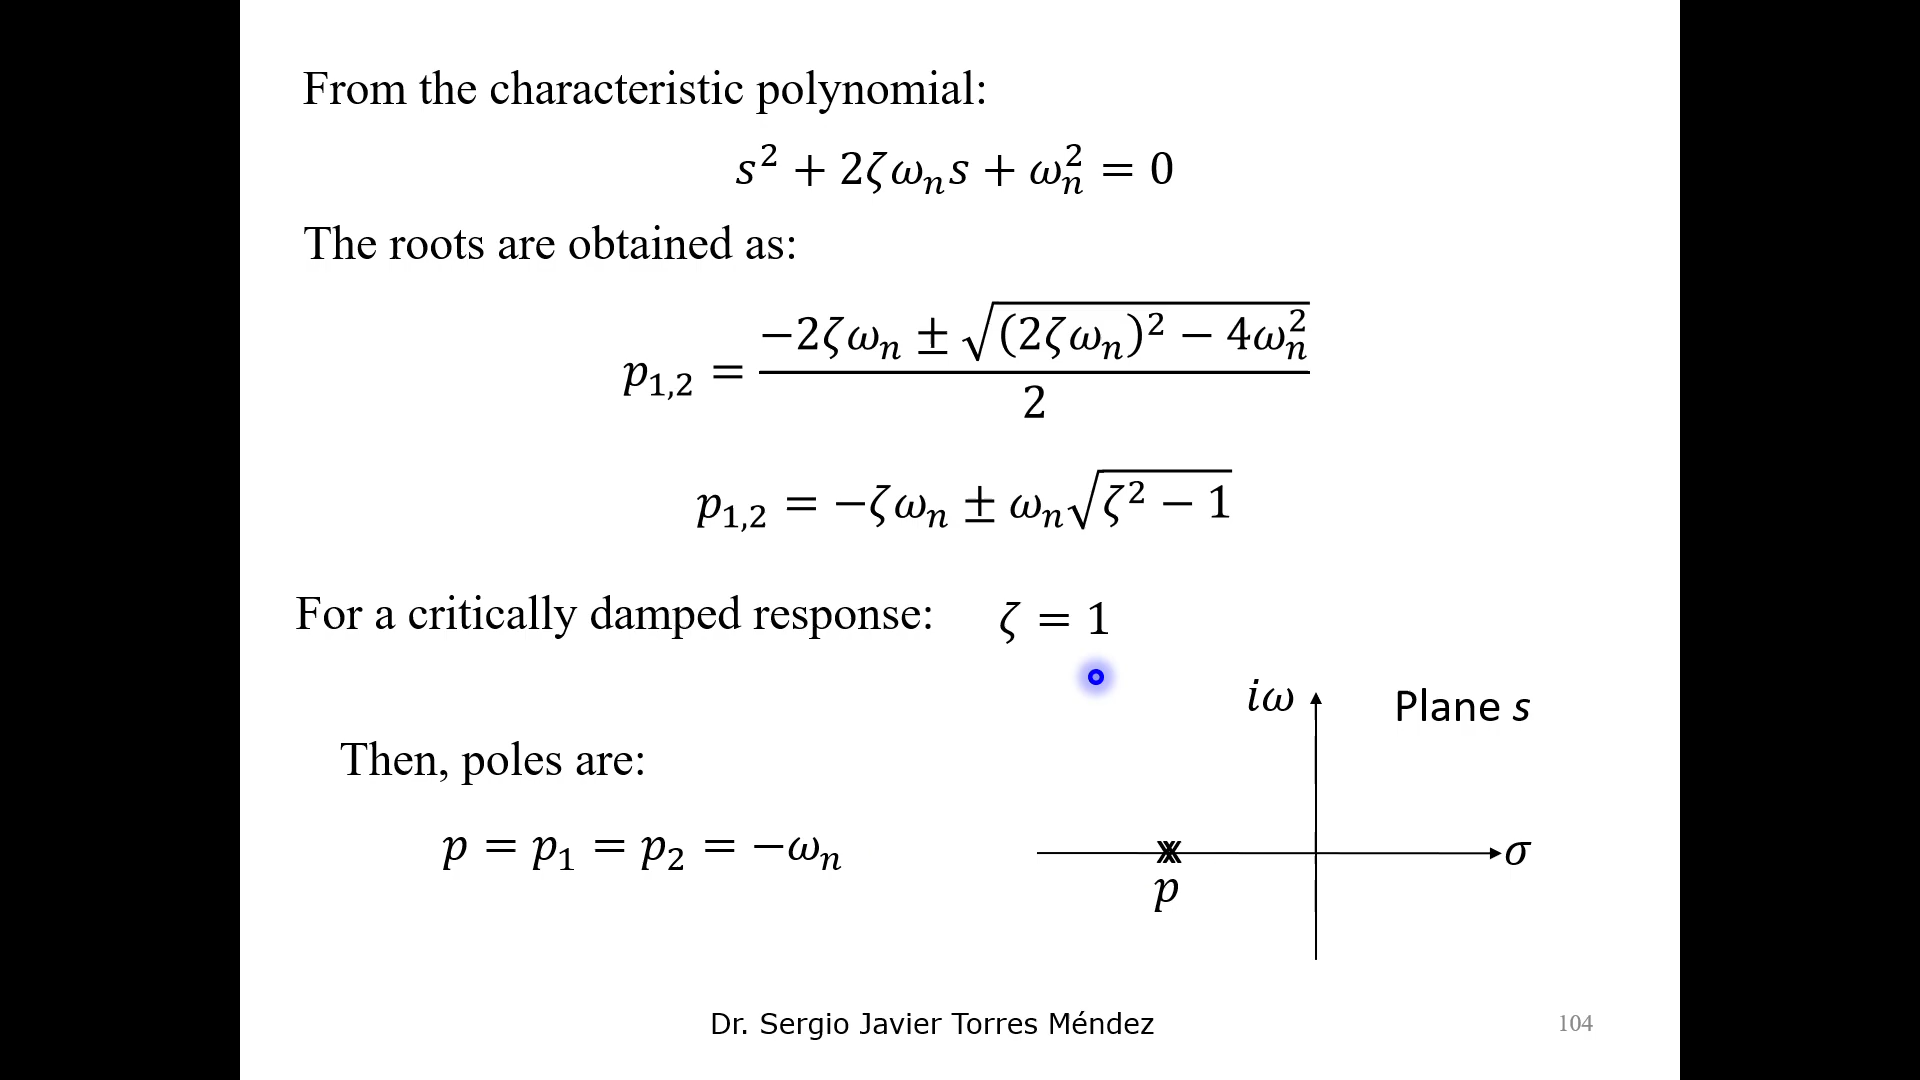 From the characteristic polynomial:
s² + 2ζωₙs + ωₙ² = 0
The roots are obtained as:
p₁,₂ = (−2ζωₙ ± √((2ζωₙ)² − 4ωₙ²)) / 2
p₁,₂ = −ζωₙ ± ωₙ√(ζ² − 1)
For a critically damped response: ζ = 1
iω Plane s
Then, poles are:
p = p₁ = p₂ = −ωₙ
σ
p
Dr. Sergio Javier Torres Méndez 104